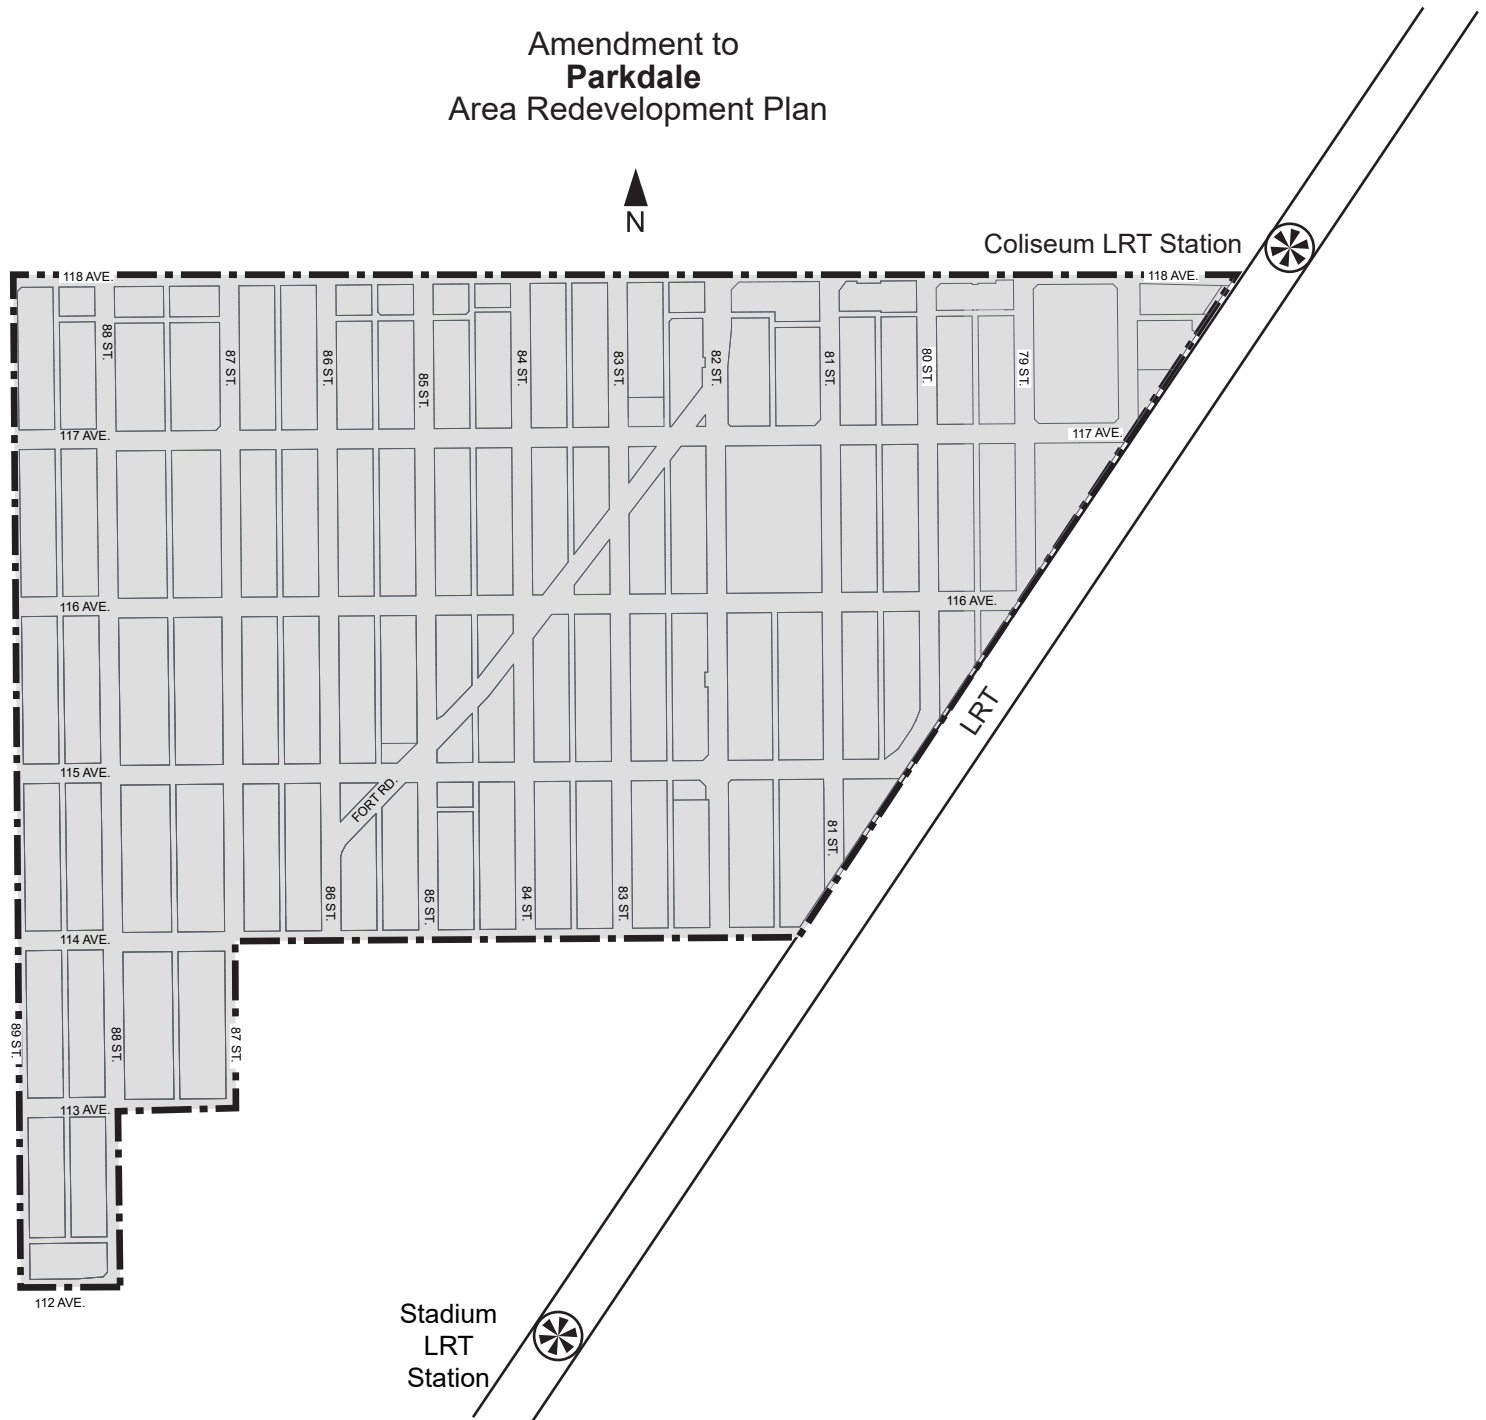 Amendment to
Parkdale
Area Redevelopment Plan
N
Coliseum LRT Station
118 AVE.
118 AVE.
88 ST.
87 ST.
86 ST.
85 ST.
84 ST.
83 ST.
82 ST.
81 ST.
80 ST.
79 ST.
117 AVE.
117 AVE.
116 AVE.
116 AVE.
LRT
115 AVE.
FORT RD.
81 ST.
86 ST.
85 ST.
84 ST.
83 ST.
114 AVE.
89 ST.
88 ST.
87 ST.
113 AVE.
112 AVE.
Stadium
LRT
Station